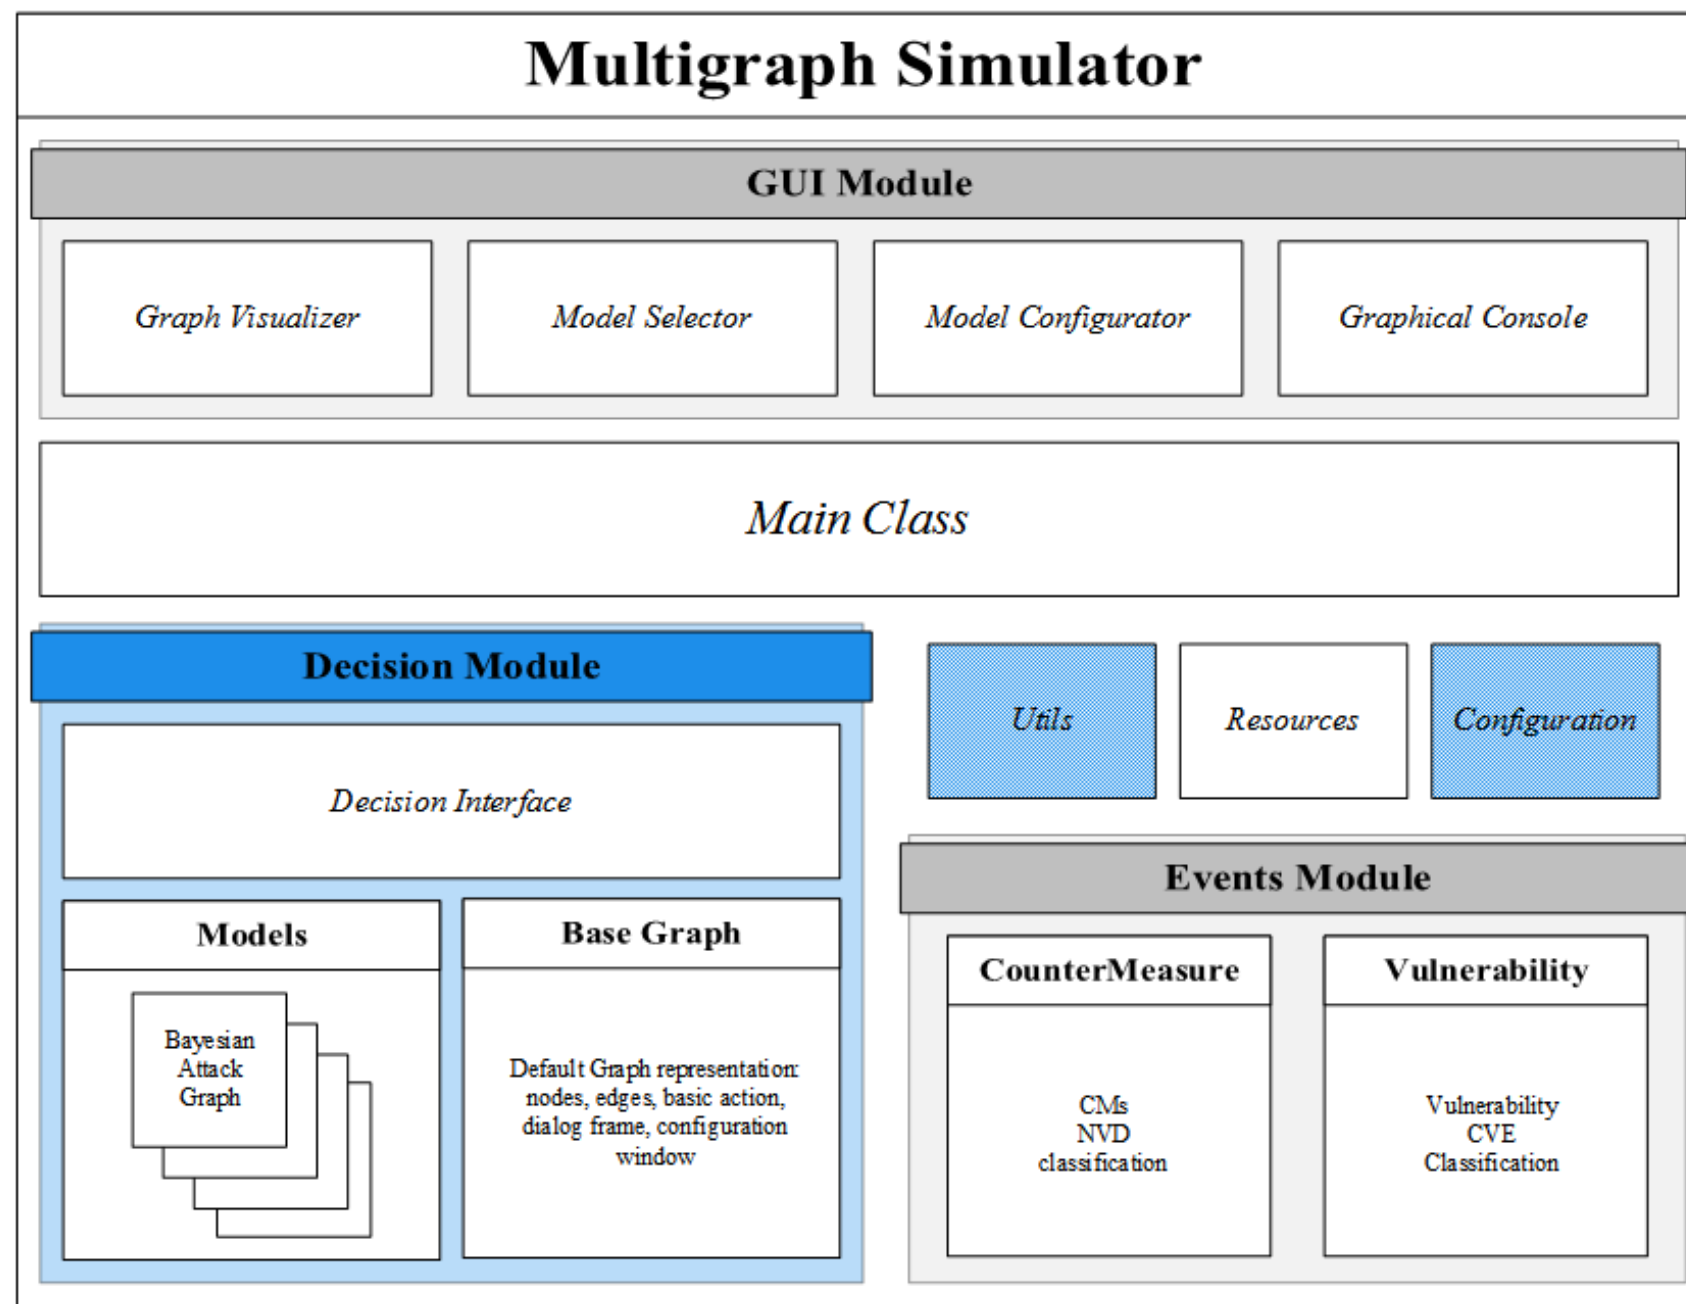 Multigraph Simulator
GUI Module
Graph Visualizer
Model Selector
Model Configurator
Graphical Console
Main Class
Decision Module
Decision Interface
Models
Bayesian
Attack
Graph
Base Graph
Default Graph representation:
nodes, edges, basic action,
dialog frame, configuration
window
Utils
Resources
Configuration
Events Module
CounterMeasure
CMs
NVD
classification
Vulnerability
Vulnerability
CVE
Classification